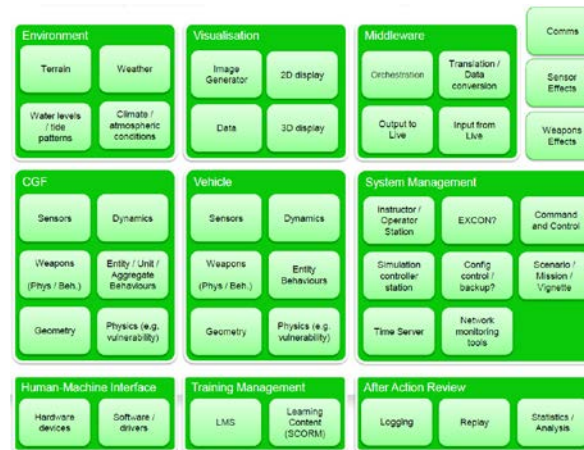 Environment
Terrain
Weather
Water levels
/ tide
patterns
Climate /
atmospheric
conditions
Visualisation
Image
Generator
2D display
Data
3D display
Middleware
Orchestration
Translation /
Data
conversion
Output to
Live
Input from
Live
Comms
Sensor
Effects
Weapons
Effects
CGF
Sensors
Dynamics
Weapons
(Phys / Beh.)
Entity / Unit /
Aggregate
Behaviours
Geometry
Physics (e.g.
vulnerability)
Vehicle
Sensors
Dynamics
Weapons
(Phys / Beh.)
Entity
Behaviours
Geometry
Physics (e.g.
vulnerability)
System Management
Instructor /
Operator
Station
EXCON?
Command
and Control
Simulation
controller
station
Config
control /
backup?
Scenario /
Mission /
Vignette
Time Server
Network
monitoring
tools
Human-Machine Interface
Hardware
devices
Software /
drivers
Training Management
LMS
Learning
Content
(SCORM)
After Action Review
Logging
Replay
Statistics /
Analysis